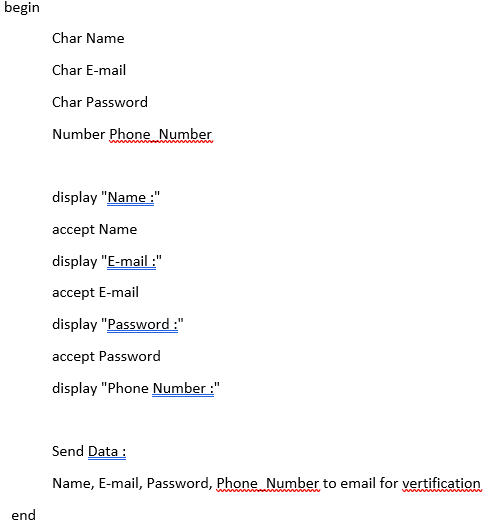 begin
Char Name
Char E-mail
Char Password
Number Phone_Number
display "Name :"
accept Name
display "E-mail :"
accept E-mail
display "Password :"
accept Password
display "Phone Number :"
Send Data :
Name, E-mail, Password, Phone_Number to email for vertification
end